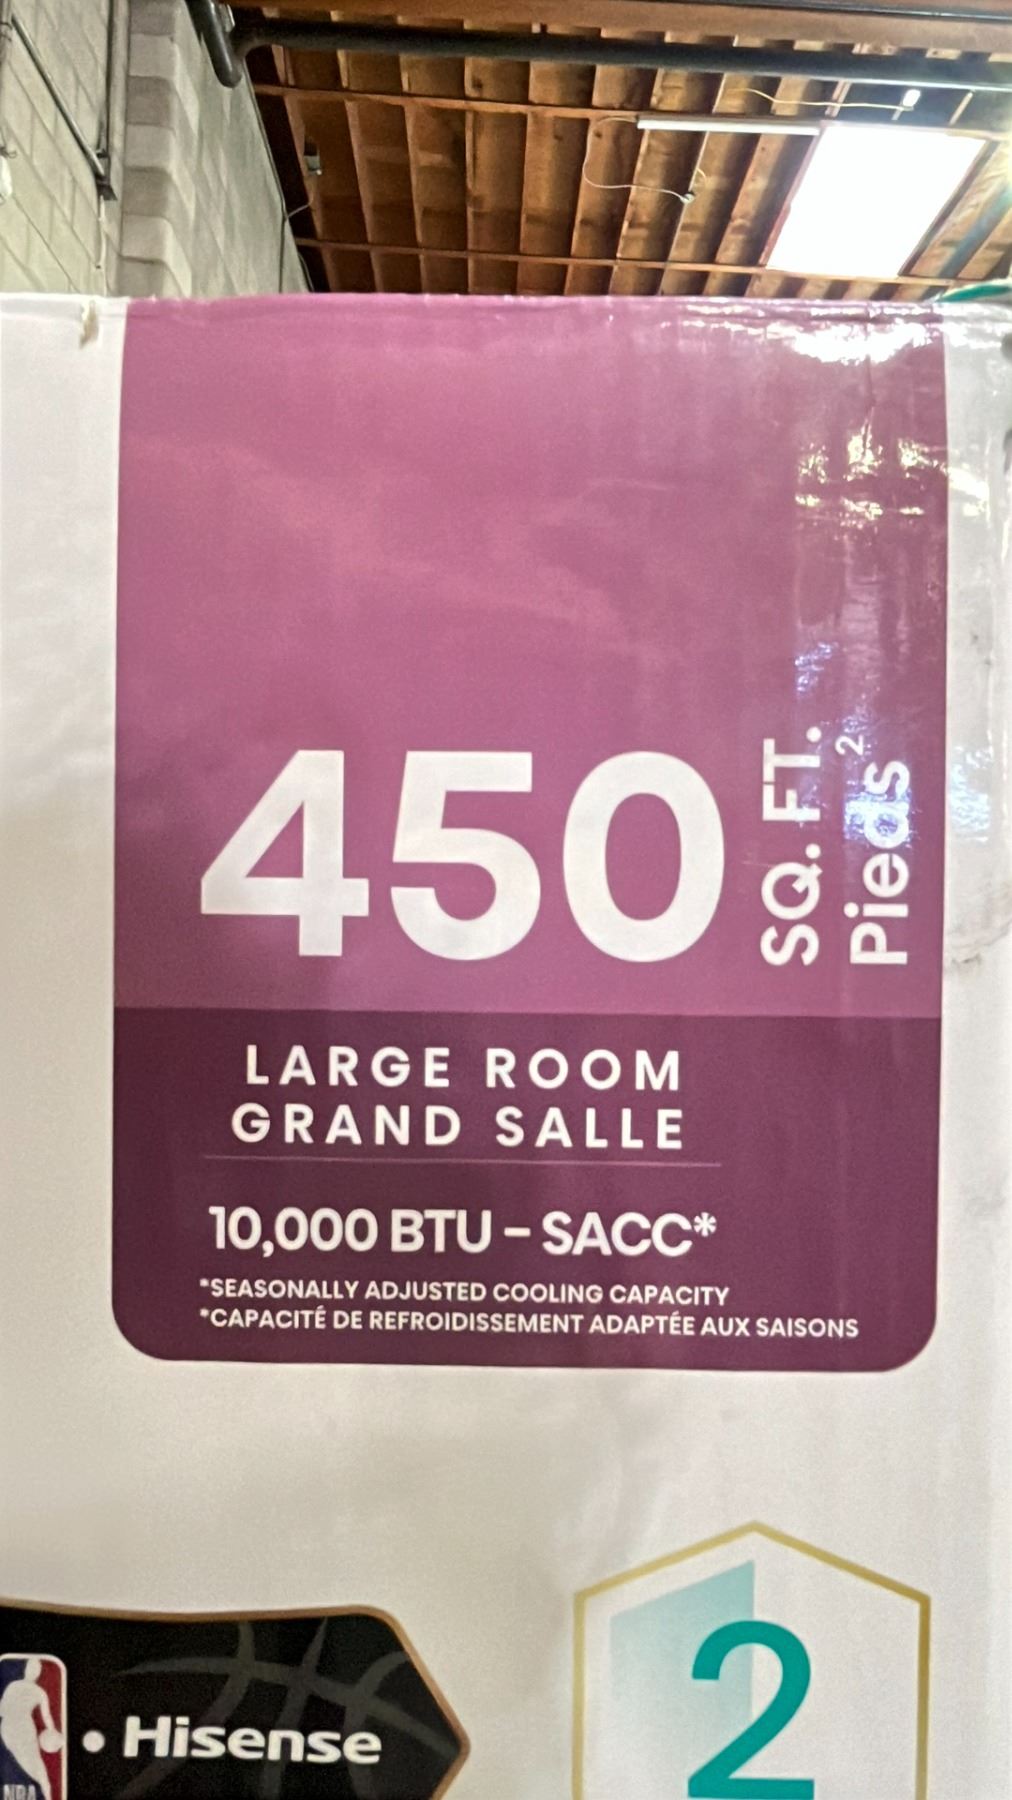 450
SQ. FT.
Pieds²
LARGE ROOM
GRAND SALLE
10,000 BTU – SACC*
*SEASONALLY ADJUSTED COOLING CAPACITY
*CAPACITÉ DE REFROIDISSEMENT ADAPTÉE AUX SAISONS
NBA
• Hisense
2